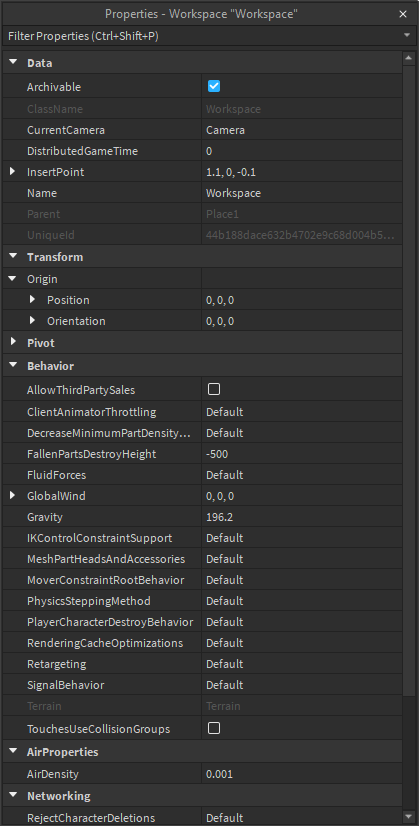 Properties - Workspace "Workspace"
Filter Properties (Ctrl+Shift+P)
Data
Archivable
ClassName Workspace
CurrentCamera Camera
DistributedGameTime 0
InsertPoint 1.1, 0, -0.1
Name Workspace
Parent Place1
UniqueId 44b188dace632b4702e9c68d004b5...
Transform
Origin
Position 0, 0, 0
Orientation 0, 0, 0
Pivot
Behavior
AllowThirdPartySales
ClientAnimatorThrottling Default
DecreaseMinimumPartDensity... Default
FallenPartsDestroyHeight -500
FluidForces Default
GlobalWind 0, 0, 0
Gravity 196.2
IKControlConstraintSupport Default
MeshPartHeadsAndAccessories Default
MoverConstraintRootBehavior Default
PhysicsSteppingMethod Default
PlayerCharacterDestroyBehavior Default
RenderingCacheOptimizations Default
Retargeting Default
SignalBehavior Default
Terrain Terrain
TouchesUseCollisionGroups
AirProperties
AirDensity 0.001
Networking
RejectCharacterDeletions Default